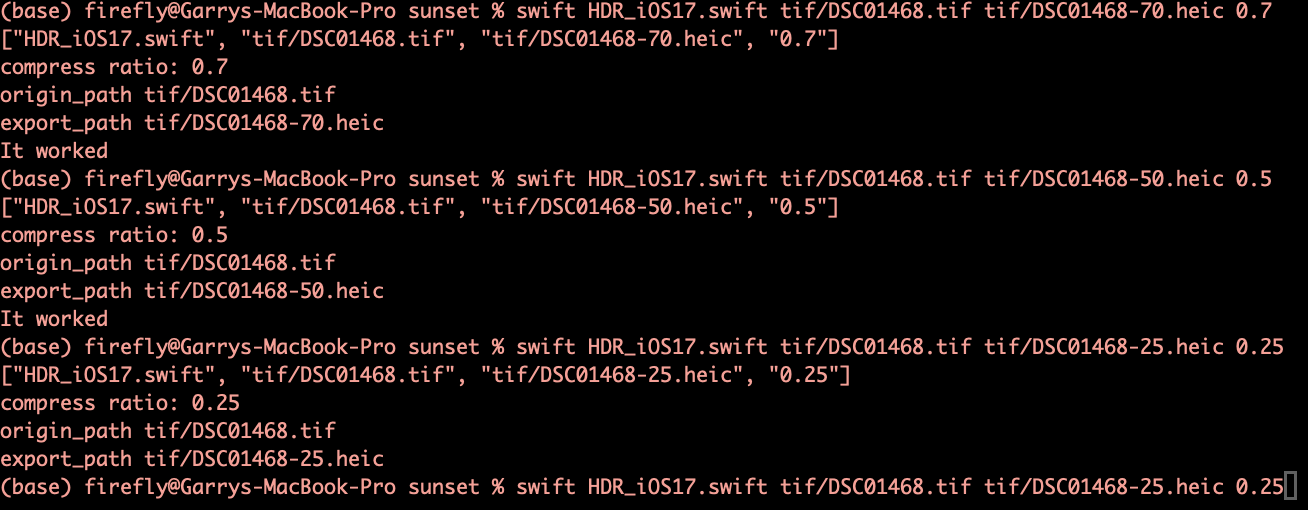 (base) firefly@Garrys-MacBook-Pro sunset % swift HDR_iOS17.swift tif/DSC01468.tif tif/DSC01468-70.heic 0.7
["HDR_iOS17.swift", "tif/DSC01468.tif", "tif/DSC01468-70.heic", "0.7"]
compress ratio: 0.7
origin_path tif/DSC01468.tif
export_path tif/DSC01468-70.heic
It worked
(base) firefly@Garrys-MacBook-Pro sunset % swift HDR_iOS17.swift tif/DSC01468.tif tif/DSC01468-50.heic 0.5
["HDR_iOS17.swift", "tif/DSC01468.tif", "tif/DSC01468-50.heic", "0.5"]
compress ratio: 0.5
origin_path tif/DSC01468.tif
export_path tif/DSC01468-50.heic
It worked
(base) firefly@Garrys-MacBook-Pro sunset % swift HDR_iOS17.swift tif/DSC01468.tif tif/DSC01468-25.heic 0.25
["HDR_iOS17.swift", "tif/DSC01468.tif", "tif/DSC01468-25.heic", "0.25"]
compress ratio: 0.25
origin_path tif/DSC01468.tif
export_path tif/DSC01468-25.heic
(base) firefly@Garrys-MacBook-Pro sunset % swift HDR_iOS17.swift tif/DSC01468.tif tif/DSC01468-25.heic 0.25